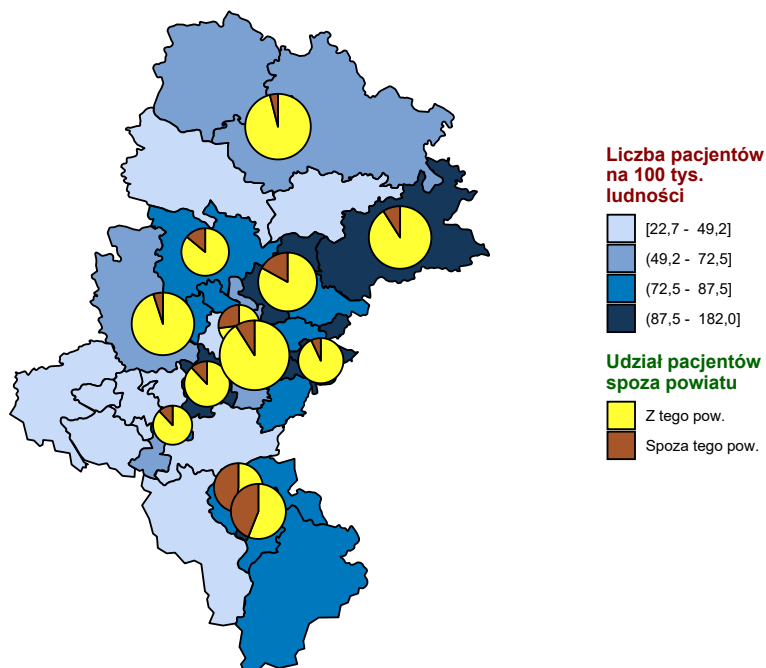 Liczba pacjentów
na 100 tys.
ludności
[22,7 - 49,2]
(49,2 - 72,5]
(72,5 - 87,5]
(87,5 - 182,0]
Udział pacjentów
spoza powiatu
Z tego pow.
Spoza tego pow.